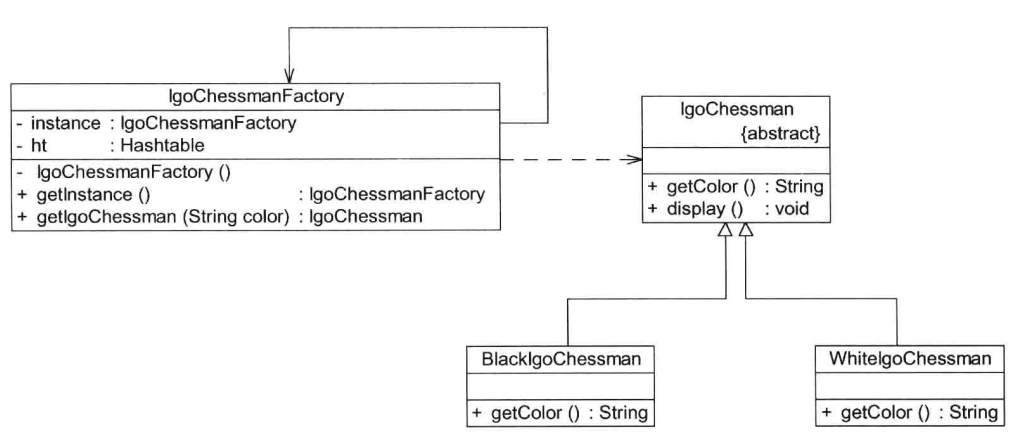 IgoChessmanFactory
- instance : IgoChessmanFactory
- ht : Hashtable
- IgoChessmanFactory ()
+ getInstance () : IgoChessmanFactory
+ getIgoChessman (String color) : IgoChessman
IgoChessman
{abstract}
+ getColor () : String
+ display () : void
BlackIgoChessman
+ getColor () : String
WhiteIgoChessman
+ getColor () : String